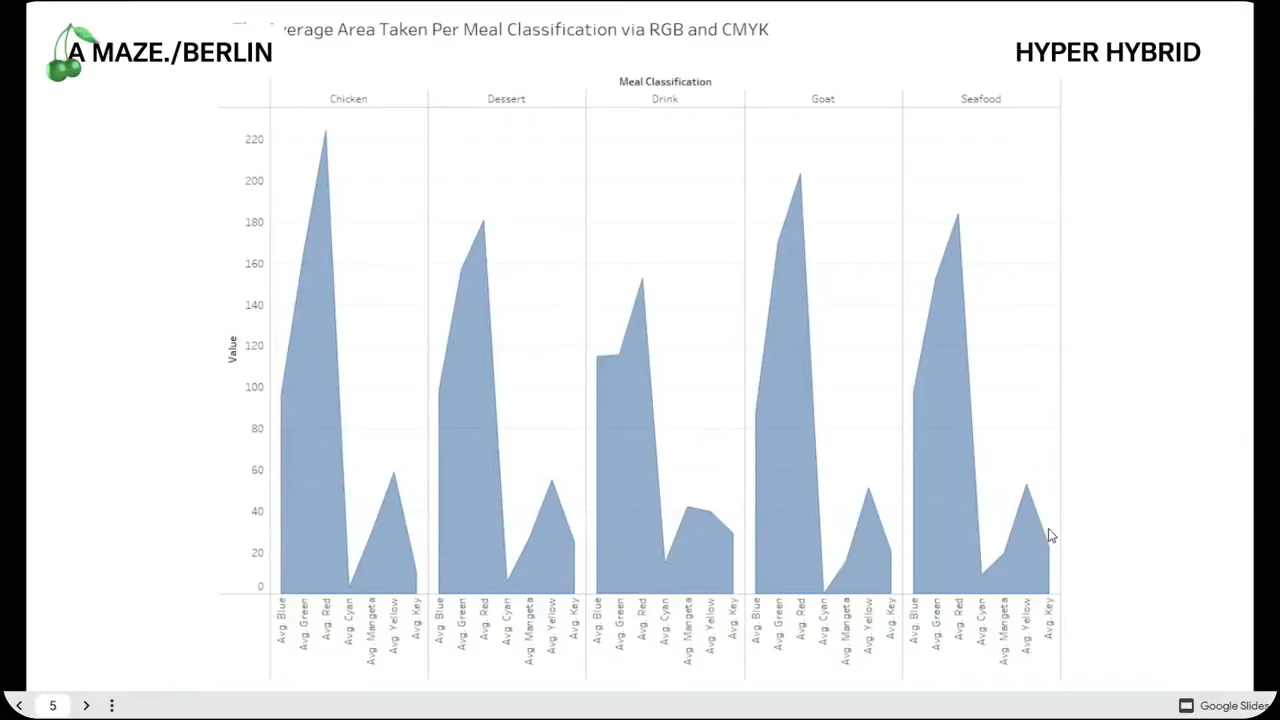 verage Area Taken Per Meal Classification via RGB and CMYK
A MAZE./BERLIN
HYPER HYBRID
Meal Classification
Chicken Dessert Drink Goat Seafood
220
200
180
160
140
120
100
80
60
40
20
0
Value
Avg. Blue
Avg. Green
Avg. Red
Avg. Cyan
Avg. Mangeta
Avg. Yellow
Avg. Key
Avg. Blue
Avg. Green
Avg. Red
Avg. Cyan
Avg. Mangeta
Avg. Yellow
Avg. Key
Avg. Blue
Avg. Green
Avg. Red
Avg. Cyan
Avg. Mangeta
Avg. Yellow
Avg. Key
Avg. Blue
Avg. Green
Avg. Red
Avg. Cyan
Avg. Mangeta
Avg. Yellow
Avg. Key
Avg. Blue
Avg. Green
Avg. Red
Avg. Cyan
Avg. Mangeta
Avg. Yellow
Avg. Key
5
Google Slides